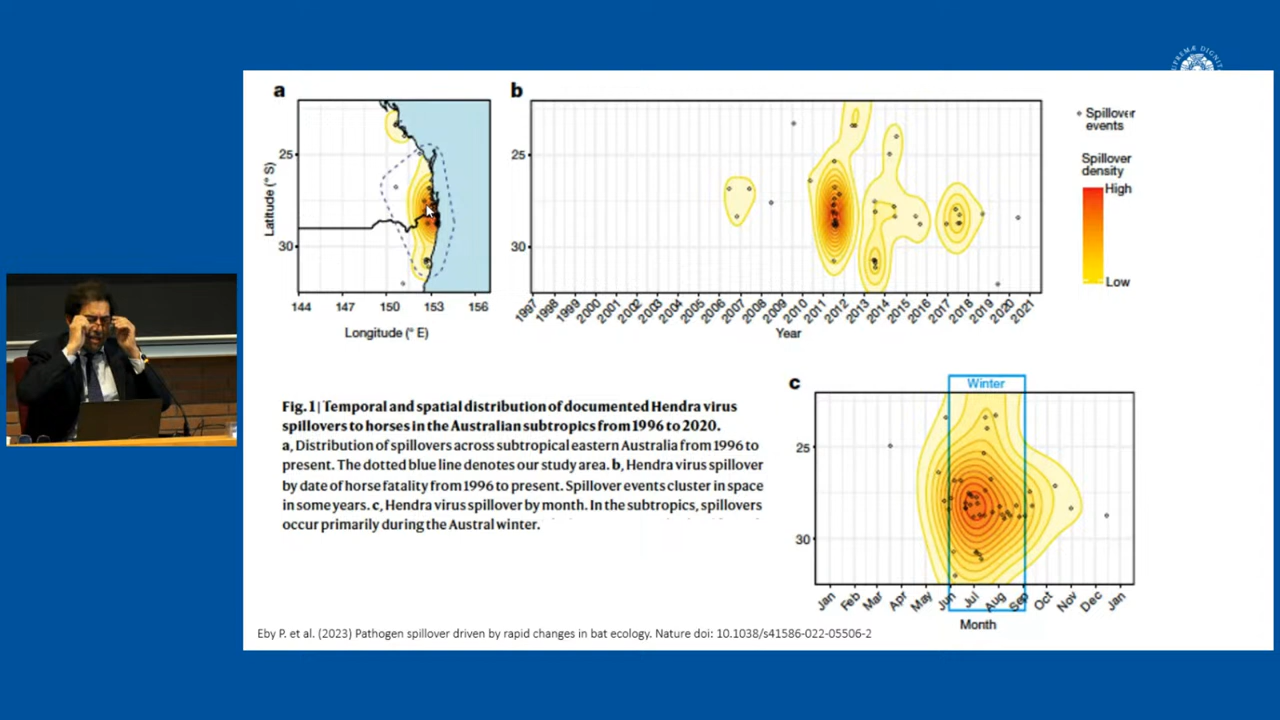 SUPREMÆ DIGNIT
a
25
30
Latitude (° S)
144 147 150 153 156
Longitude (° E)
b
25
30
1997 1998 1999 2000 2001 2002 2003 2004 2005 2006 2007 2008 2009 2010 2011 2012 2013 2014 2015 2016 2017 2018 2019 2020 2021
Year
Spillover
events
Spillover
density
High
Low
Fig. 1 | Temporal and spatial distribution of documented Hendra virus
spillovers to horses in the Australian subtropics from 1996 to 2020.
a, Distribution of spillovers across subtropical eastern Australia from 1996 to
present. The dotted blue line denotes our study area. b, Hendra virus spillover
by date of horse fatality from 1996 to present. Spillover events cluster in space
in some years. c, Hendra virus spillover by month. In the subtropics, spillovers
occur primarily during the Austral winter.
c
Winter
25
30
Jan Feb Mar Apr May Jun Jul Aug Sep Oct Nov Dec Jan
Month
Eby P. et al. (2023) Pathogen spillover driven by rapid changes in bat ecology. Nature doi: 10.1038/s41586-022-05506-2